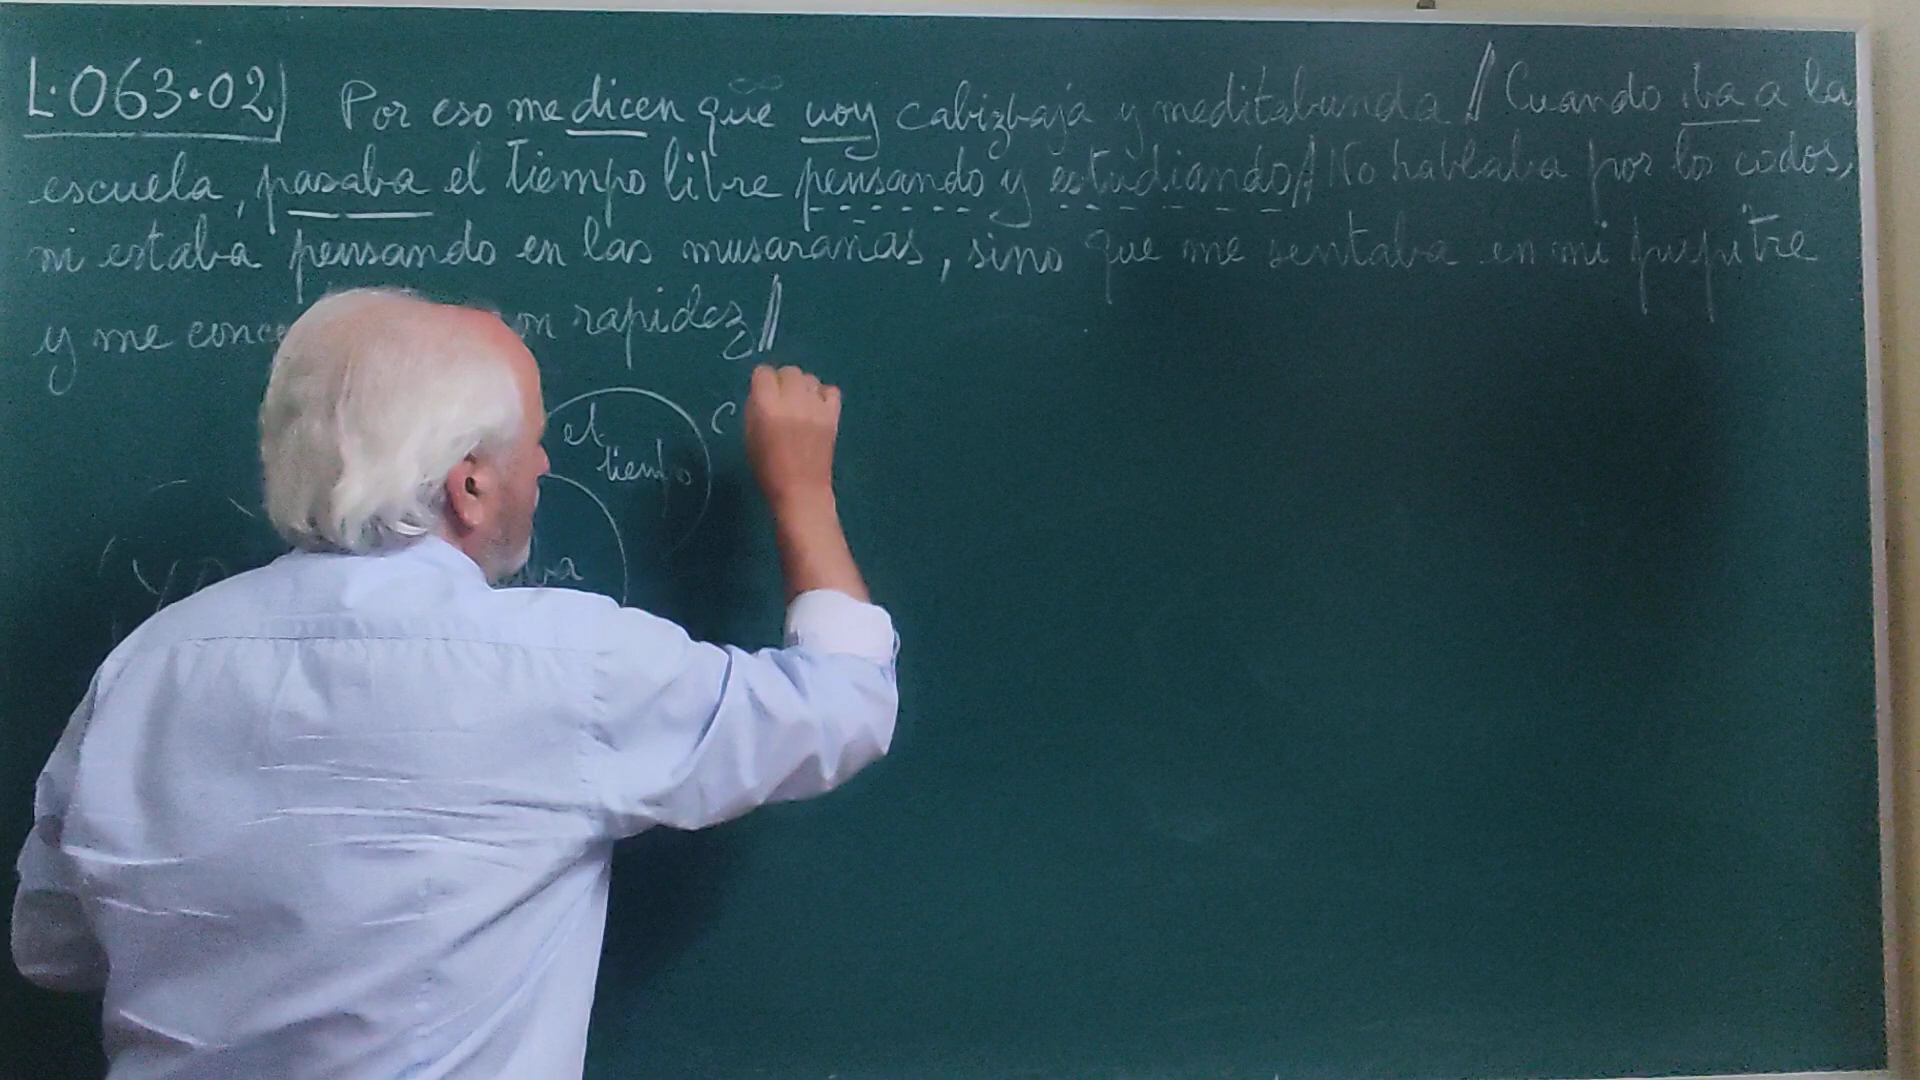 L.063.02) Por eso me dicen que voy cabizbaja y meditabunda // Cuando iba a la
escuela, pasaba el tiempo libre pensando y estudiando // No hablaba por los codos,
ni estaba pensando en las musarañas, sino que me sentaba en mi pupitre
y me rapidez //
el
tiempo